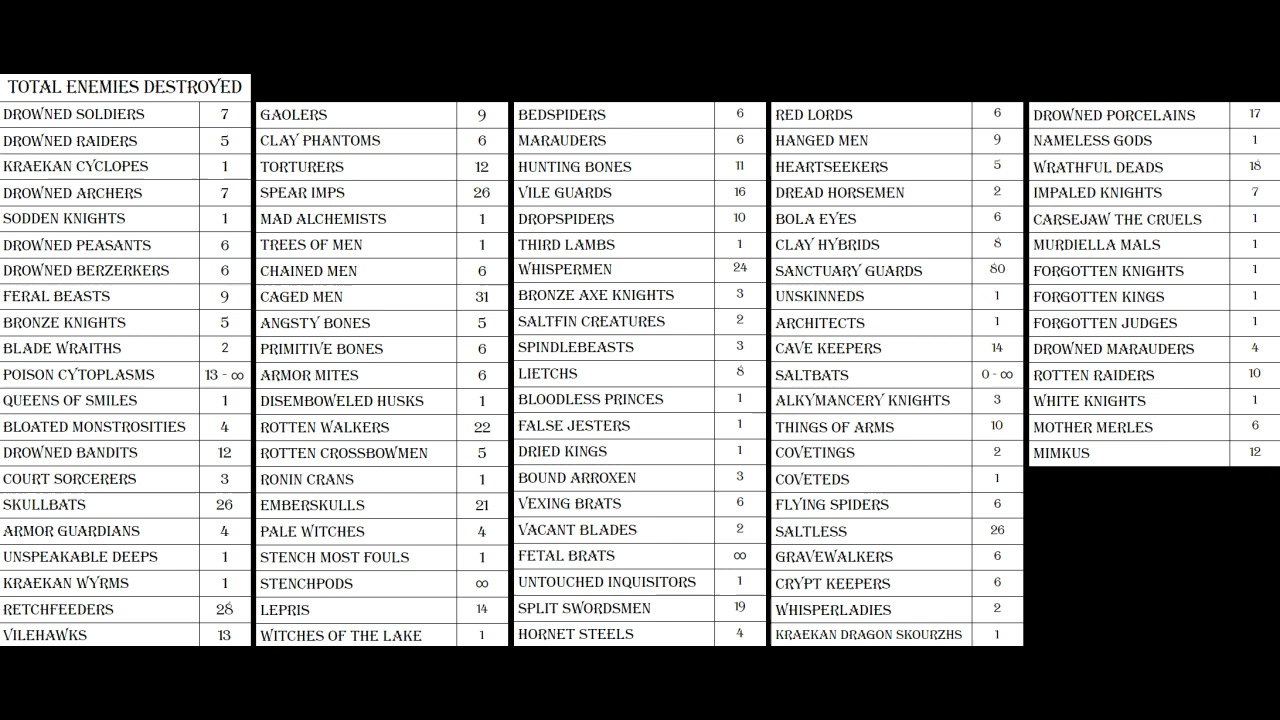 TOTAL ENEMIES DESTROYED
DROWNED SOLDIERS 7
DROWNED RAIDERS 5
KRAEKAN CYCLOPES 1
DROWNED ARCHERS 7
SODDEN KNIGHTS 1
DROWNED PEASANTS 6
DROWNED BERZERKERS 6
FERAL BEASTS 9
BRONZE KNIGHTS 5
BLADE WRAITHS 2
POISON CYTOPLASMS 13 - ∞
QUEENS OF SMILES 1
BLOATED MONSTROSITIES 4
DROWNED BANDITS 12
COURT SORCERERS 3
SKULLBATS 26
ARMOR GUARDIANS 4
UNSPEAKABLE DEEPS 1
KRAEKAN WYRMS 1
RETCHFEEDERS 28
VILEHAWKS 13
GAOLERS 9
CLAY PHANTOMS 6
TORTURERS 12
SPEAR IMPS 26
MAD ALCHEMISTS 1
TREES OF MEN 1
CHAINED MEN 6
CAGED MEN 31
ANGSTY BONES 5
PRIMITIVE BONES 6
ARMOR MITES 6
DISEMBOWELED HUSKS 1
ROTTEN WALKERS 22
ROTTEN CROSSBOWMEN 5
RONIN CRANS 1
EMBERSKULLS 21
PALE WITCHES 4
STENCH MOST FOULS 1
STENCHPODS ∞
LEPRIS 14
WITCHES OF THE LAKE 1
BEDSPIDERS 6
MARAUDERS 6
HUNTING BONES 11
VILE GUARDS 16
DROPSPIDERS 10
THIRD LAMBS 1
WHISPERMEN 24
BRONZE AXE KNIGHTS 3
SALTFIN CREATURES 2
SPINDLEBEASTS 3
LIETCHS 8
BLOODLESS PRINCES 1
FALSE JESTERS 1
DRIED KINGS 1
BOUND ARROXEN 3
VEXING BRATS 6
VACANT BLADES 2
FETAL BRATS ∞
UNTOUCHED INQUISITORS 1
SPLIT SWORDSMEN 19
HORNET STEELS 4
RED LORDS 6
HANGED MEN 9
HEARTSEEKERS 5
DREAD HORSEMEN 2
BOLA EYES 6
CLAY HYBRIDS 8
SANCTUARY GUARDS 80
UNSKINNEDS 1
ARCHITECTS 1
CAVE KEEPERS 14
SALTBATS 0 - ∞
ALKYMANCERY KNIGHTS 3
THINGS OF ARMS 10
COVETINGS 2
COVETEDS 1
FLYING SPIDERS 6
SALTLESS 26
GRAVEWALKERS 6
CRYPT KEEPERS 6
WHISPERLADIES 2
KRAEKAN DRAGON SKOURZHS 1
DROWNED PORCELAINS 17
NAMELESS GODS 1
WRATHFUL DEADS 18
IMPALED KNIGHTS 7
CARSEJAW THE CRUELS 1
MURDIELLA MALS 1
FORGOTTEN KNIGHTS 1
FORGOTTEN KINGS 1
FORGOTTEN JUDGES 1
DROWNED MARAUDERS 4
ROTTEN RAIDERS 10
WHITE KNIGHTS 1
MOTHER MERLES 6
MIMKUS 12